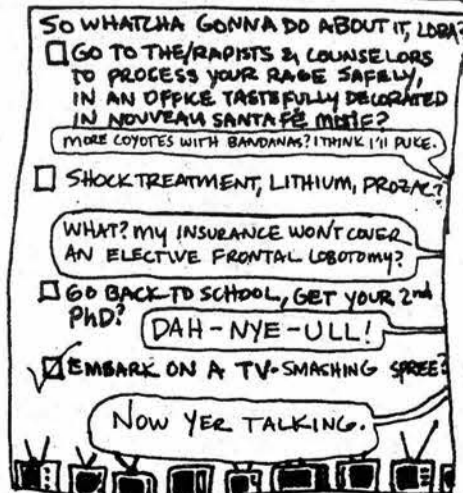 SO WHATCHA GONNA DO ABOUT IT, LOBA?
GO TO THE/RAPISTS & COUNSELORS
TO PROCESS YOUR RAGE SAFELY,
IN AN OFFICE TASTEFULLY DECORATED
IN NOUVEAU SANTA FÉ MOTIF?
MORE COYOTES WITH BANDANAS? I THINK I'LL PUKE.
SHOCK TREATMENT, LITHIUM, PROZAC?
WHAT? MY INSURANCE WON'T COVER
AN ELECTIVE FRONTAL LOBOTOMY?
GO BACK TO SCHOOL, GET YOUR 2nd
PhD?
DAH-NYE-ULL!
EMBARK ON A TV-SMASHING SPREE?
NOW YER TALKING.